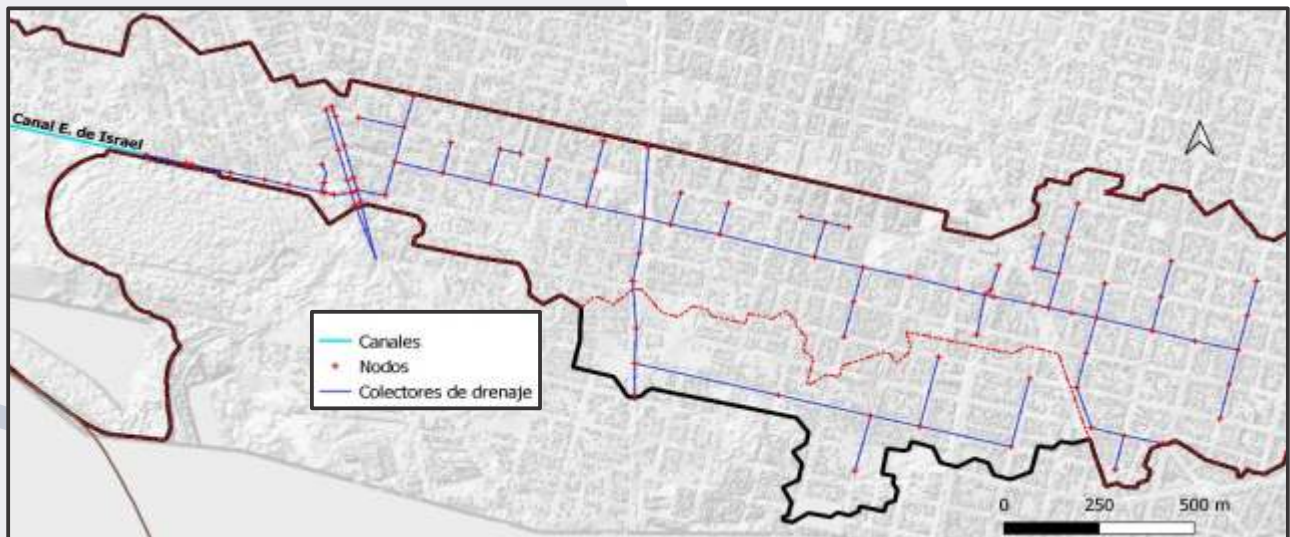 Canal E. de Israel
Canales
Nodos
Colectores de drenaje
0 250 500 m